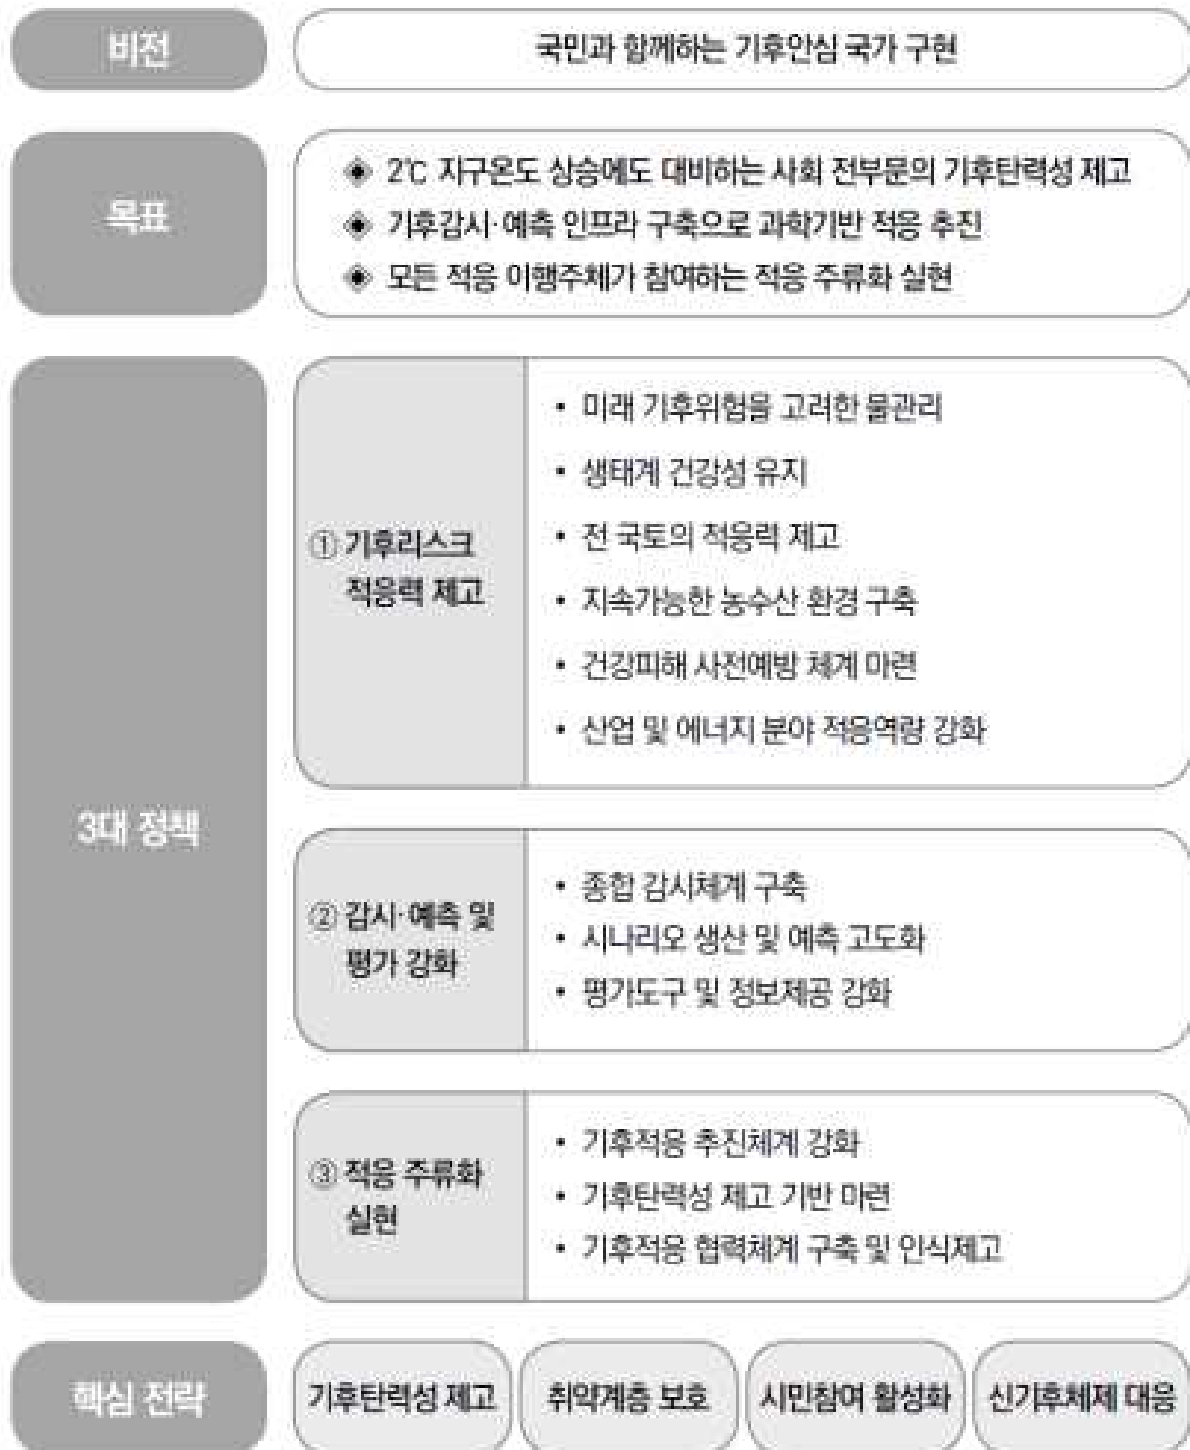 비전
국민과 함께하는 기후안심 국가 구현
목표
◈ 2℃ 지구온도 상승에도 대비하는 사회 전부문의 기후탄력성 제고
◈ 기후감시·예측 인프라 구축으로 과학기반 적응 추진
◈ 모든 적응 이행주체가 참여하는 적응 주류화 실현
3대 정책
① 기후리스크
적응력 제고
• 미래 기후위험을 고려한 물관리
• 생태계 건강성 유지
• 전 국토의 적응력 제고
• 지속가능한 농수산 환경 구축
• 건강피해 사전예방 체계 마련
• 산업 및 에너지 분야 적응역량 강화
② 감시·예측 및
평가 강화
• 종합 감시체계 구축
• 시나리오 생산 및 예측 고도화
• 평가도구 및 정보제공 강화
③ 적응 주류화
실현
• 기후적응 추진체계 강화
• 기후탄력성 제고 기반 마련
• 기후적응 협력체계 구축 및 인식제고
핵심 전략
기후탄력성 제고
취약계층 보호
시민참여 활성화
신기후체제 대응